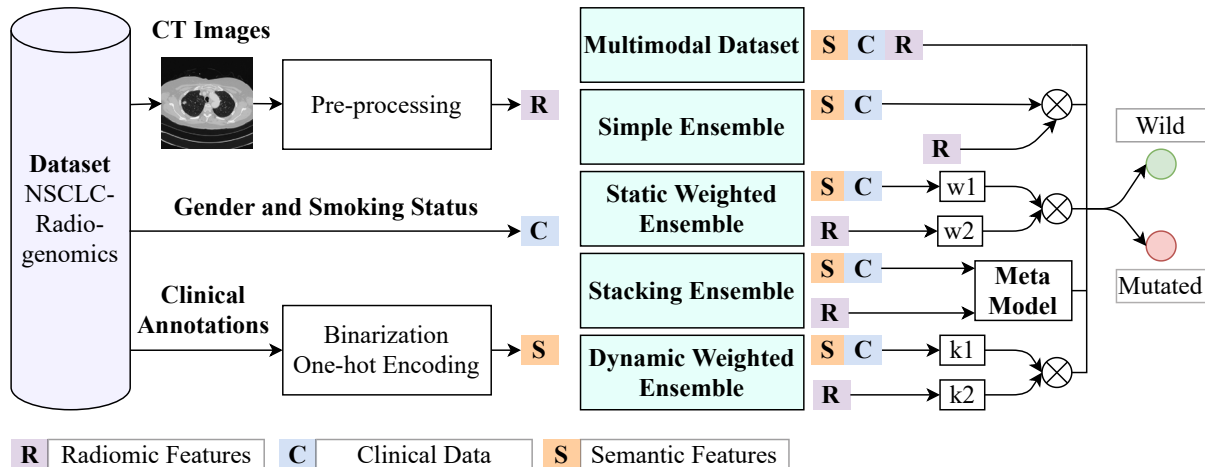 CT Images
Pre-processing
R
Dataset
NSCLC-
Radio-
genomics
Gender and Smoking Status
C
Clinical
Annotations
Binarization
One-hot Encoding
S
Multimodal Dataset
S C R
Simple Ensemble
S C
R
Static Weighted
Ensemble
S C
w1
R
w2
Stacking Ensemble
S C
R
Meta
Model
Dynamic Weighted
Ensemble
S C
k1
R
k2
Wild
Mutated
R Radiomic Features
C Clinical Data
S Semantic Features